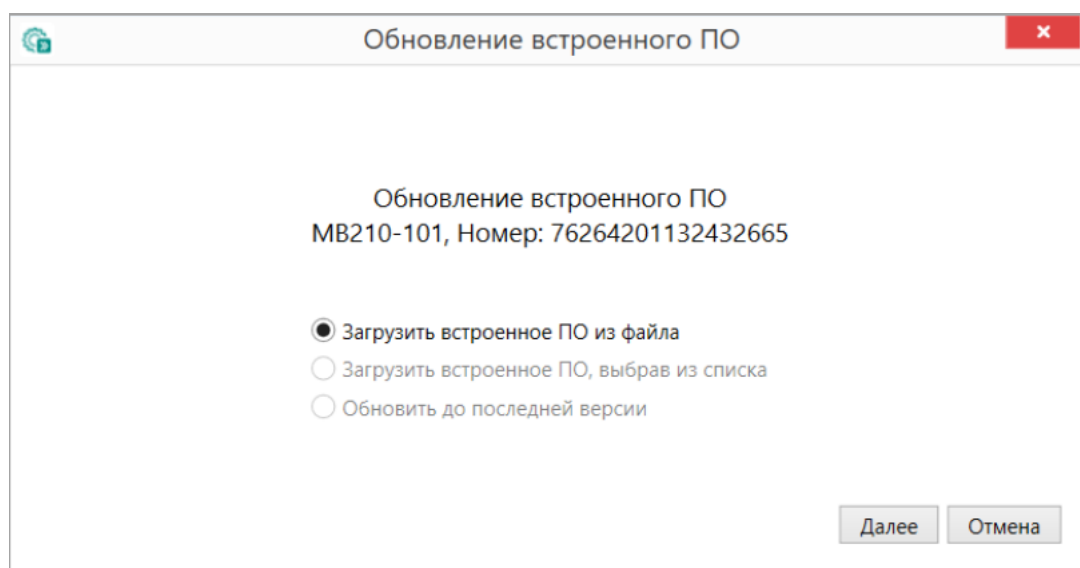 Обновление встроенного ПО
Обновление встроенного ПО
МВ210-101, Номер: 76264201132432665
Загрузить встроенное ПО из файла
Загрузить встроенное ПО, выбрав из списка
Обновить до последней версии
Далее Отмена